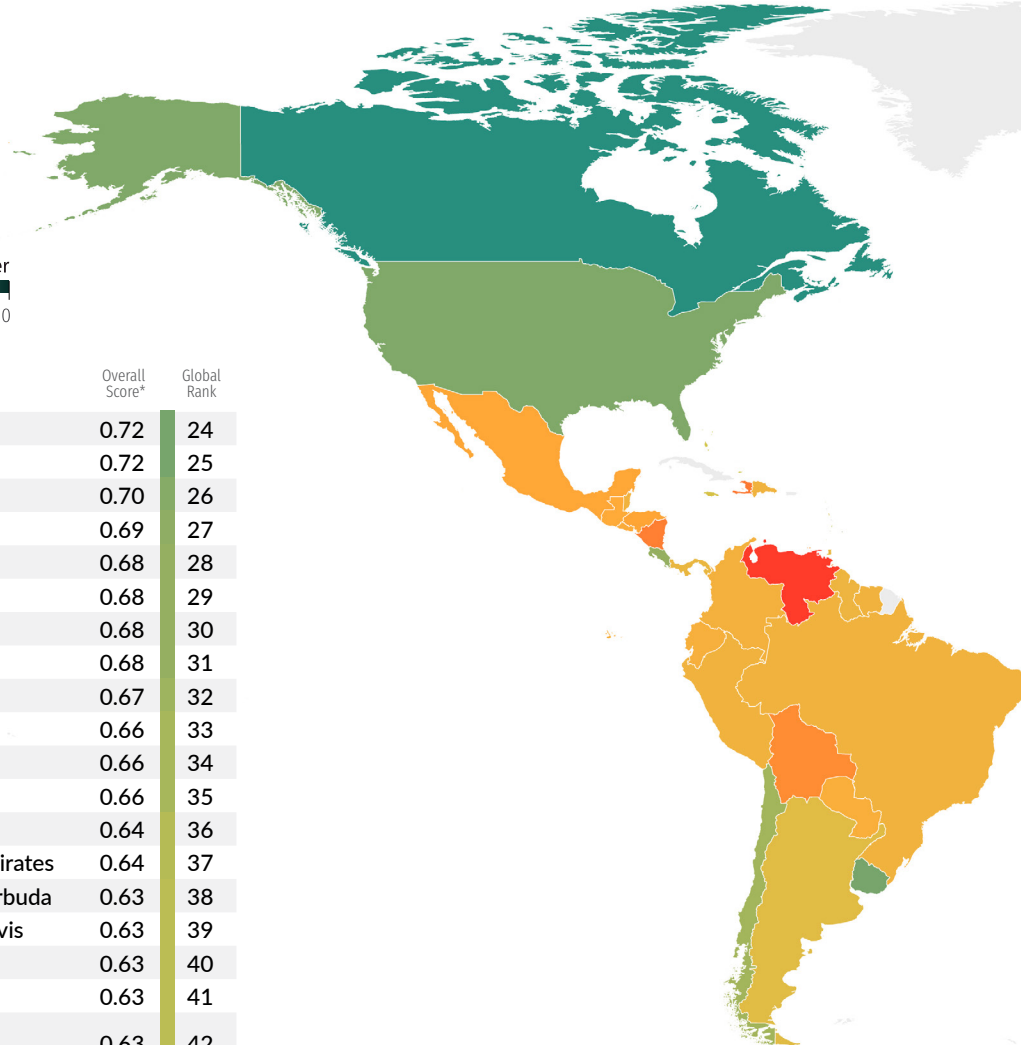 er
0
Overall
Score*
Global
Rank
0.72 24
0.72 25
0.70 26
0.69 27
0.68 28
0.68 29
0.68 30
0.68 31
0.67 32
0.66 33
0.66 34
0.66 35
0.64 36
irates 0.64 37
rbuda 0.63 38
vis 0.63 39
0.63 40
0.63 41
0.63 42